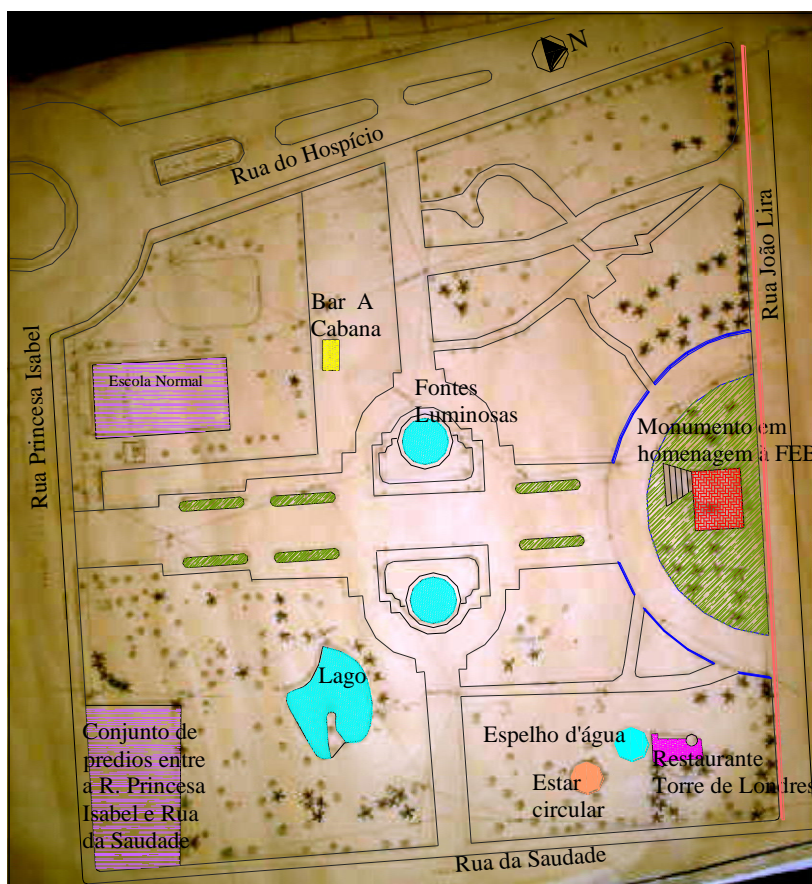 N
Rua do Hospício
Rua João Lira
Bar A
Cabana
Rua Princesa Isabel
Escola Normal
Fontes
Luminosas
Monumento em
homenagem à FEB
Lago
Conjunto de
predios entre
a R. Princesa
Isabel e Rua
da Saudade
Espelho d'água
Restaurante
Torre de Londres
Estar
circular
Rua da Saudade